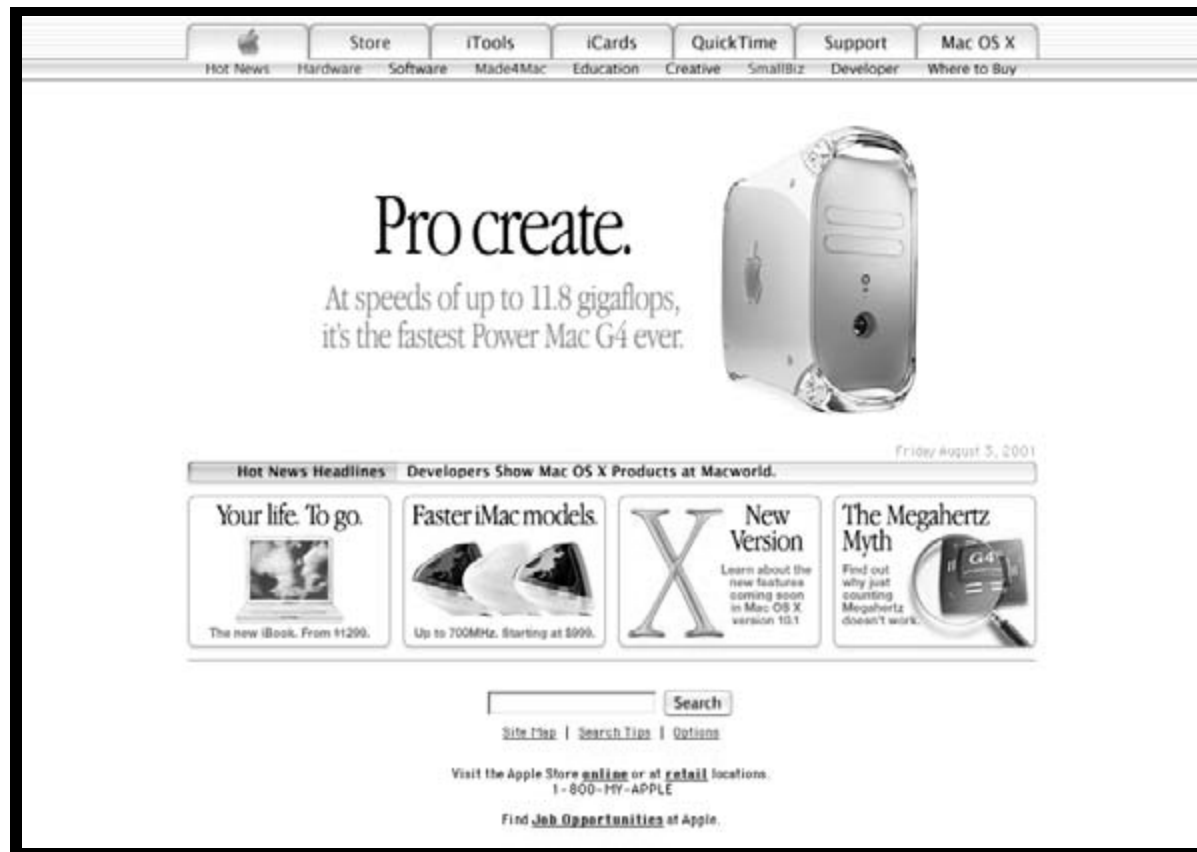 Store
iTools
iCards
QuickTime
Support
Mac OS X
Hot News
Hardware
Software
Made4Mac
Education
Creative
SmallBiz
Developer
Where to Buy
Pro create.
At speeds of up to 11.8 gigaflops,
it's the fastest Power Mac G4 ever.
Friday August 3, 2001
Hot News Headlines
Developers Show Mac OS X Products at Macworld.
Your life. To go.
The new iBook. From $1299.
Faster iMac models.
Up to 700MHz. Starting at $999.
X
New
Version
Learn about the
new features
coming soon
in Mac OS X
version 10.1
The Megahertz
Myth
Find out
why just
counting
Megahertz
doesn't work.
G4
Search
Site Map | Search Tips | Options
Visit the Apple Store online or at retail locations.
1-800-MY-APPLE
Find Job Opportunities at Apple.